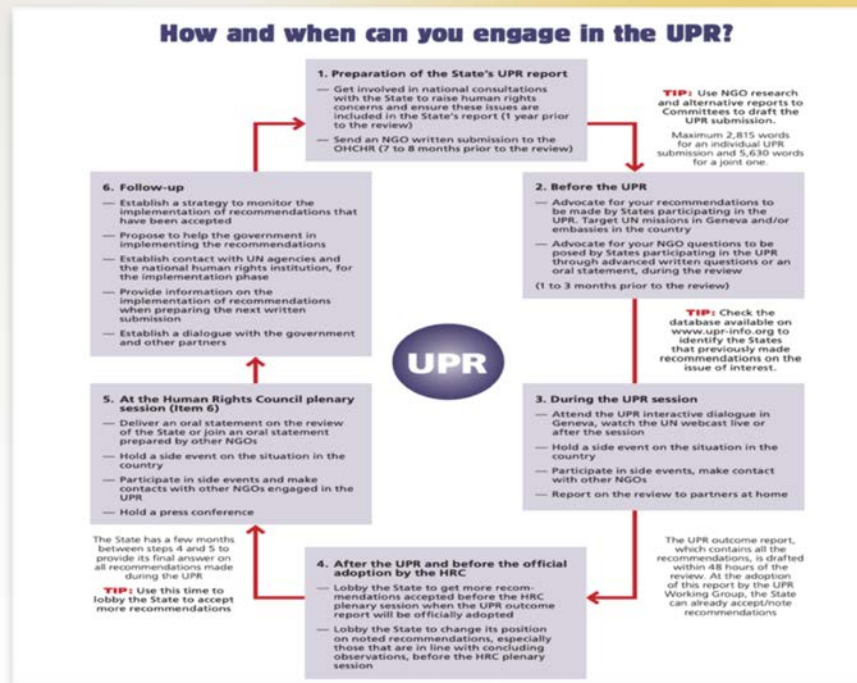 How and when can you engage in the UPR?
1. Preparation of the State's UPR report
— Get involved in national consultations
with the State to raise human rights
concerns and ensure these issues are
included in the State's report (1 year prior
to the review)
— Send an NGO written submission to the
OHCHR (7 to 8 months prior to the review)
TIP: Use NGO research
and alternative reports to
Committees to draft the
UPR submission.
Maximum 2,815 words
for an individual UPR
submission and 5,630 words
for a joint one.
2. Before the UPR
— Advocate for your recommendations to
be made by States participating in the
UPR. Target UN missions in Geneva and/or
embassies in the country
— Advocate for your NGO questions to be
posed by States participating in the UPR
through advanced written questions or an
oral statement, during the review
(1 to 3 months prior to the review)
TIP: Check the
database available on
www.upr-info.org to
identify the States
that previously made
recommendations on the
issue of interest.
3. During the UPR session
— Attend the UPR interactive dialogue in
Geneva, watch the UN webcast live or
after the session
— Hold a side event on the situation in the
country
— Participate in side events, make contact
with other NGOs
— Report on the review to partners at home
The UPR outcome report,
which contains all the
recommendations, is drafted
within 48 hours of the
review. At the adoption
of this report by the UPR
Working Group, the State
can already accept/note
recommendations
4. After the UPR and before the official
adoption by the HRC
— Lobby the State to get more recom-
mendations accepted before the HRC
plenary session when the UPR outcome
report will be officially adopted
— Lobby the State to change its position
on noted recommendations, especially
those that are in line with concluding
observations, before the HRC plenary
session
The State has a few months
between steps 4 and 5 to
provide its final answer on
all recommendations made
during the UPR
TIP: Use this time to
lobby the State to accept
more recommendations
5. At the Human Rights Council plenary
session (Item 6)
— Deliver an oral statement on the review
of the State or join an oral statement
prepared by other NGOs
— Hold a side event on the situation in the
country
— Participate in side events and make
contacts with other NGOs engaged in the
UPR
— Hold a press conference
6. Follow-up
— Establish a strategy to monitor the
implementation of recommendations that
have been accepted
— Propose to help the government in
implementing the recommendations
— Establish contact with UN agencies and
the national human rights institution, for
the implementation phase
— Provide information on the
implementation of recommendations
when preparing the next written
submission
— Establish a dialogue with the government
and other partners
UPR